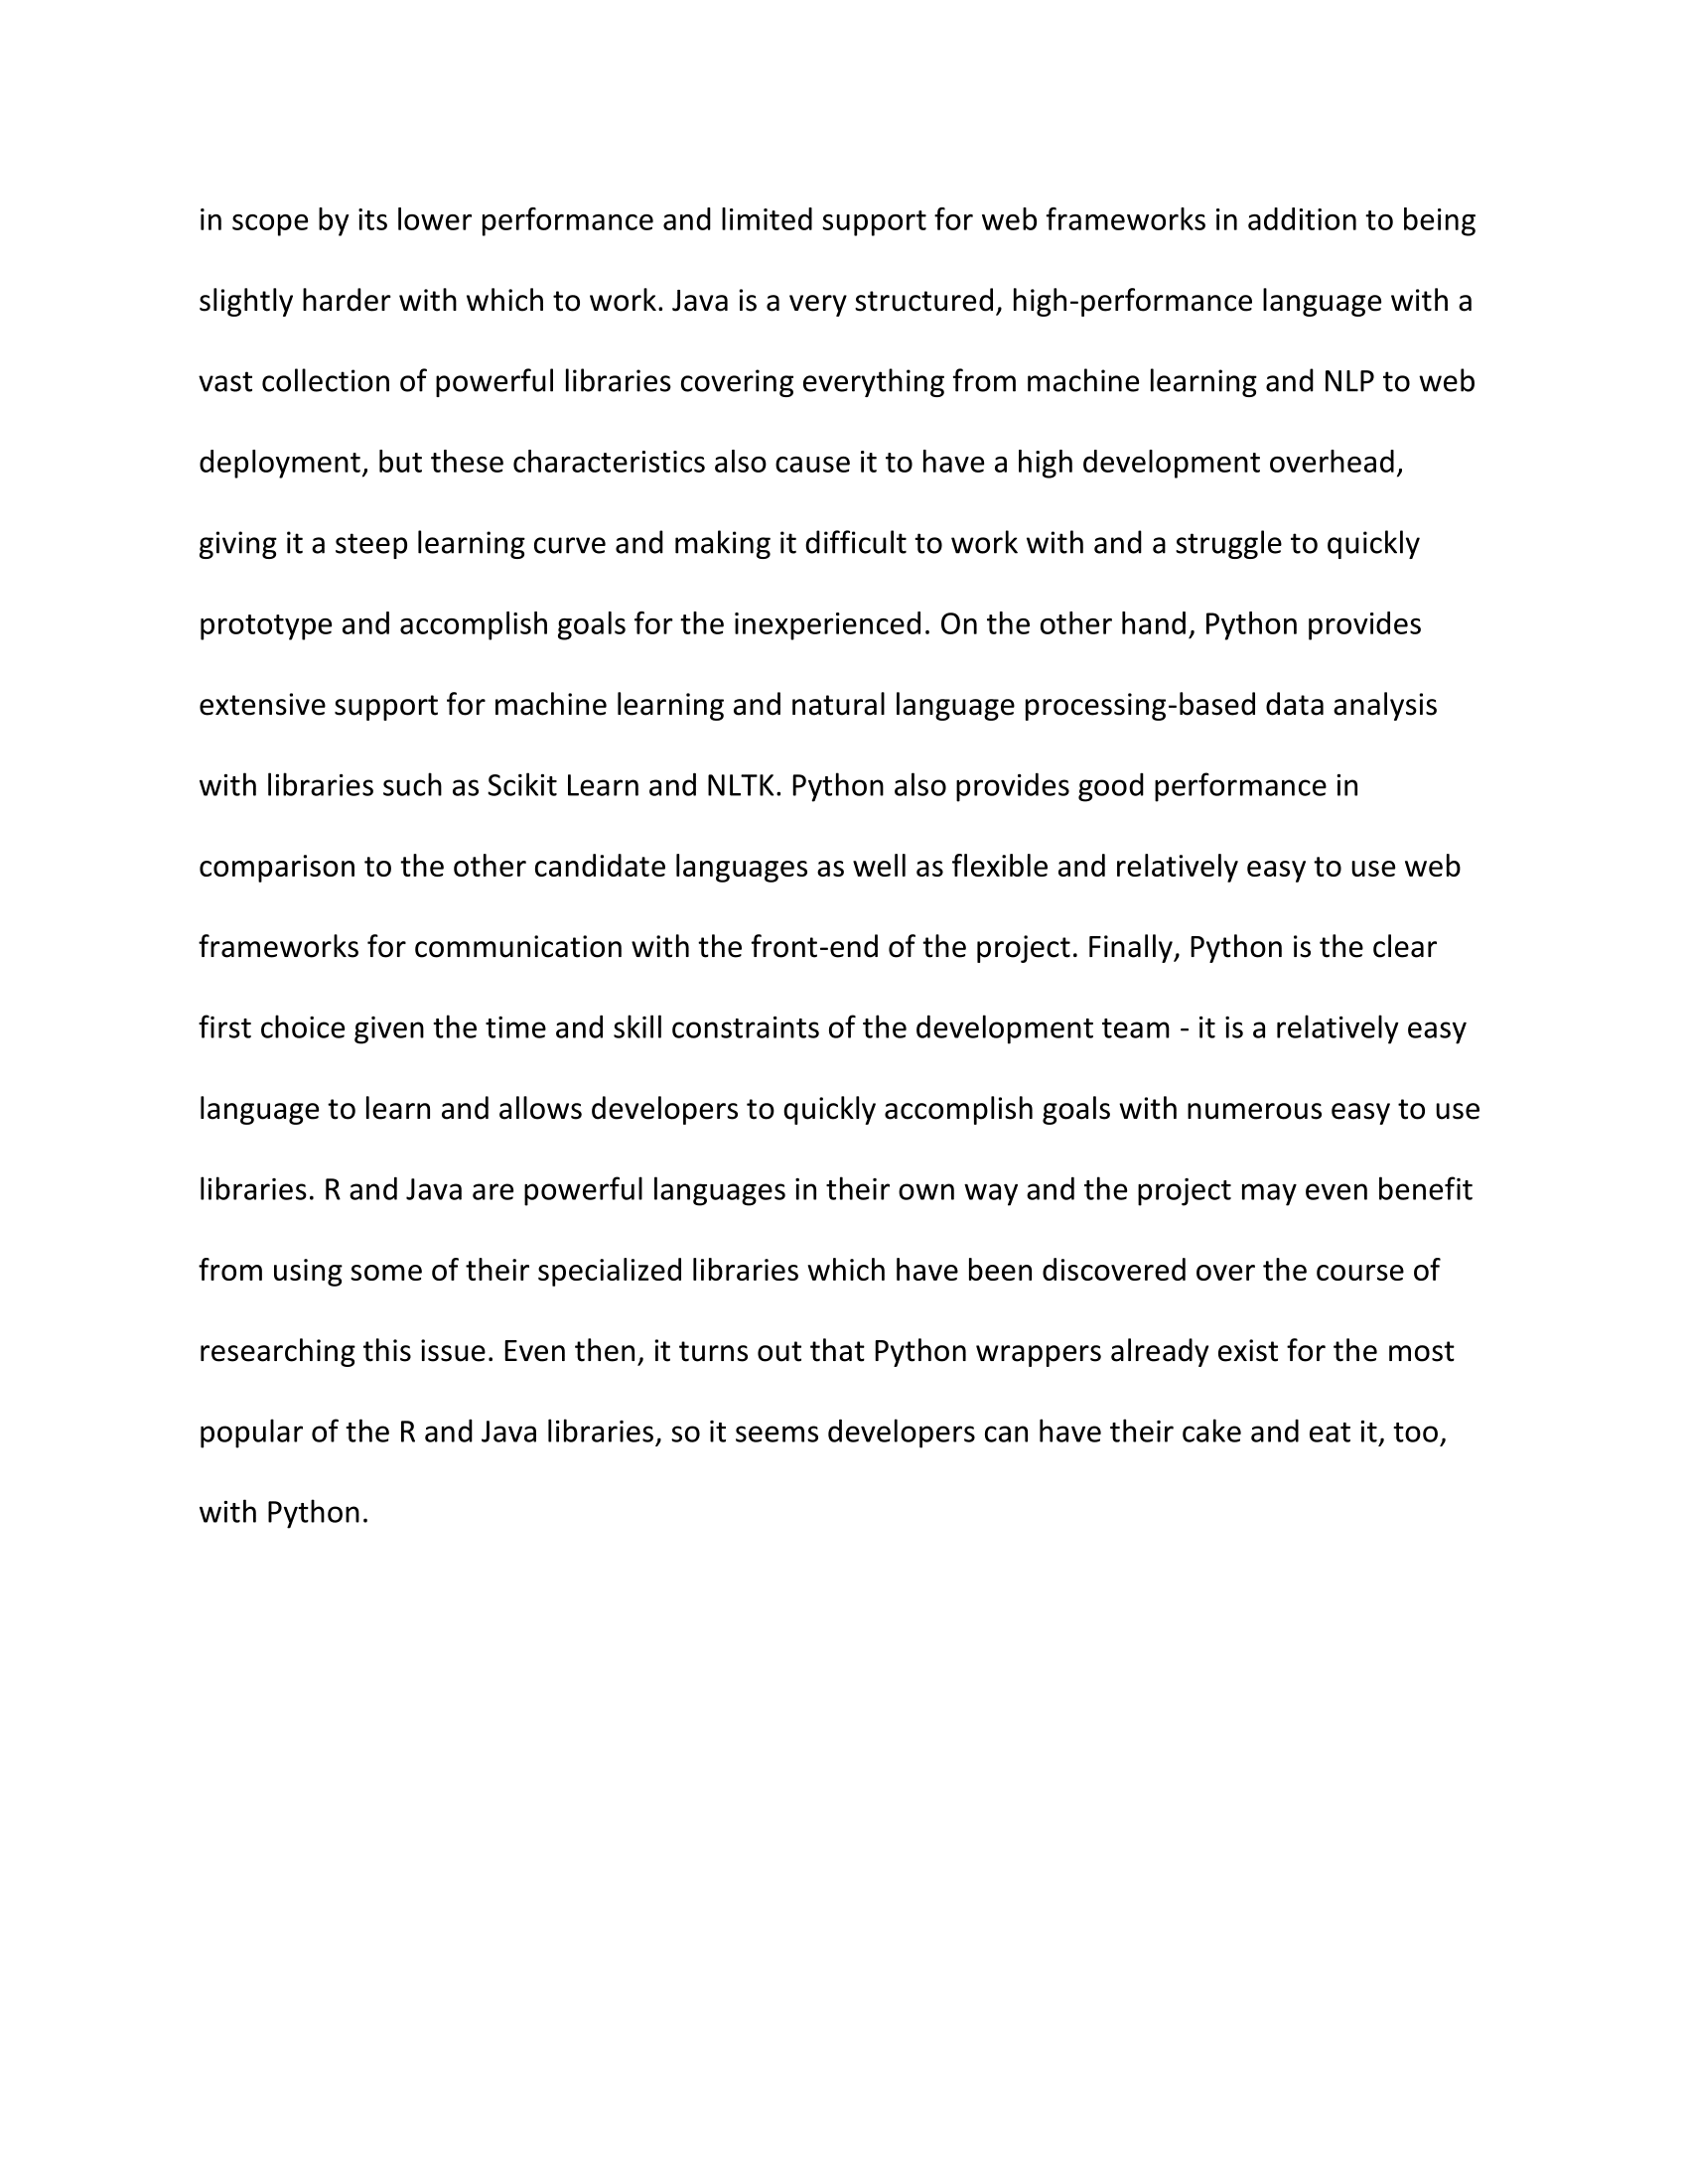 in scope by its lower performance and limited support for web frameworks in addition to being
slightly harder with which to work. Java is a very structured, high-performance language with a
vast collection of powerful libraries covering everything from machine learning and NLP to web
deployment, but these characteristics also cause it to have a high development overhead,
giving it a steep learning curve and making it difficult to work with and a struggle to quickly
prototype and accomplish goals for the inexperienced. On the other hand, Python provides
extensive support for machine learning and natural language processing-based data analysis
with libraries such as Scikit Learn and NLTK. Python also provides good performance in
comparison to the other candidate languages as well as flexible and relatively easy to use web
frameworks for communication with the front-end of the project. Finally, Python is the clear
first choice given the time and skill constraints of the development team - it is a relatively easy
language to learn and allows developers to quickly accomplish goals with numerous easy to use
libraries. R and Java are powerful languages in their own way and the project may even benefit
from using some of their specialized libraries which have been discovered over the course of
researching this issue. Even then, it turns out that Python wrappers already exist for the most
popular of the R and Java libraries, so it seems developers can have their cake and eat it, too,
with Python.